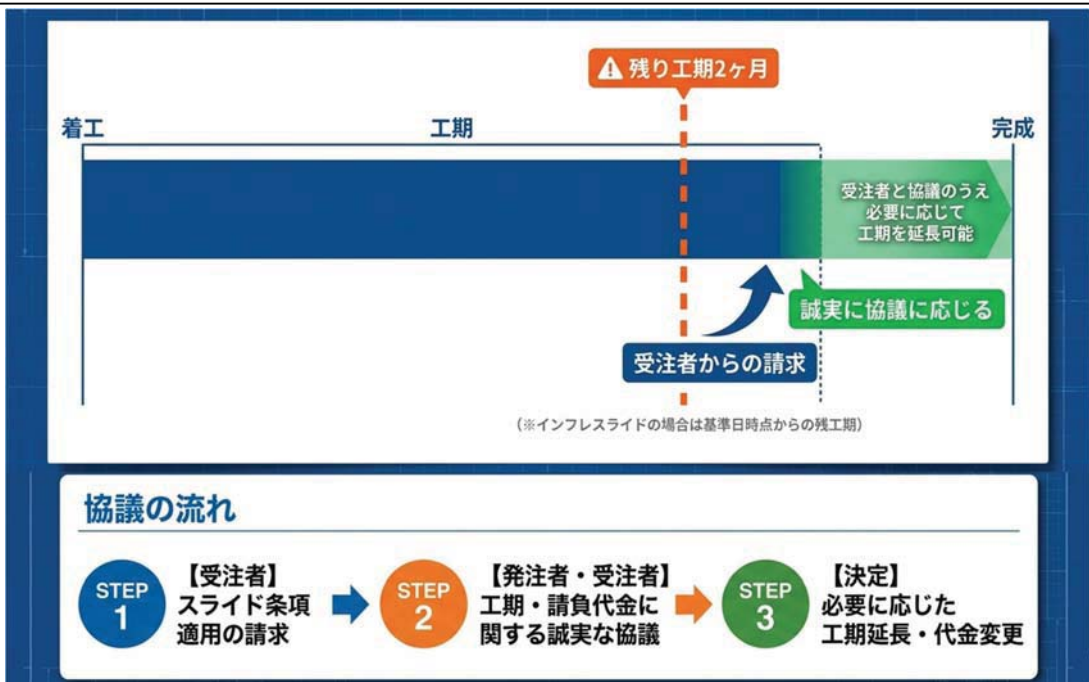 残り工期2ヶ月
着工
工期
完成
受注者と協議のうえ
必要に応じて
工期を延長可能
誠実に協議に応じる
受注者からの請求
(※インフレスライドの場合は基準日時点からの残工期)
協議の流れ
STEP
1
【受注者】
スライド条項
適用の請求
STEP
2
【発注者・受注者】
工期・請負代金に
関する誠実な協議
STEP
3
【決定】
必要に応じた
工期延長・代金変更